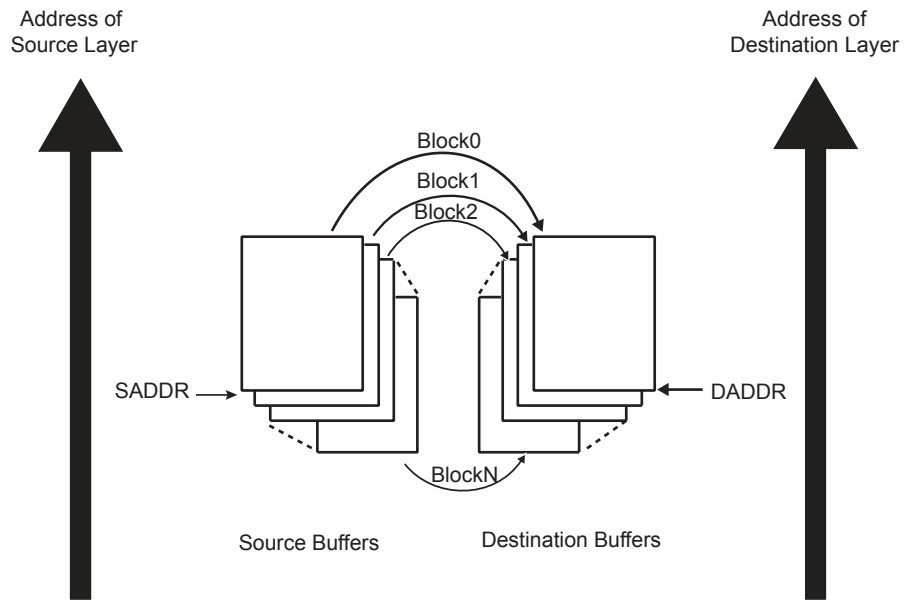 Address of
Source Layer
Address of
Destination Layer
Block0
Block1
Block2
SADDR
DADDR
BlockN
Source Buffers
Destination Buffers